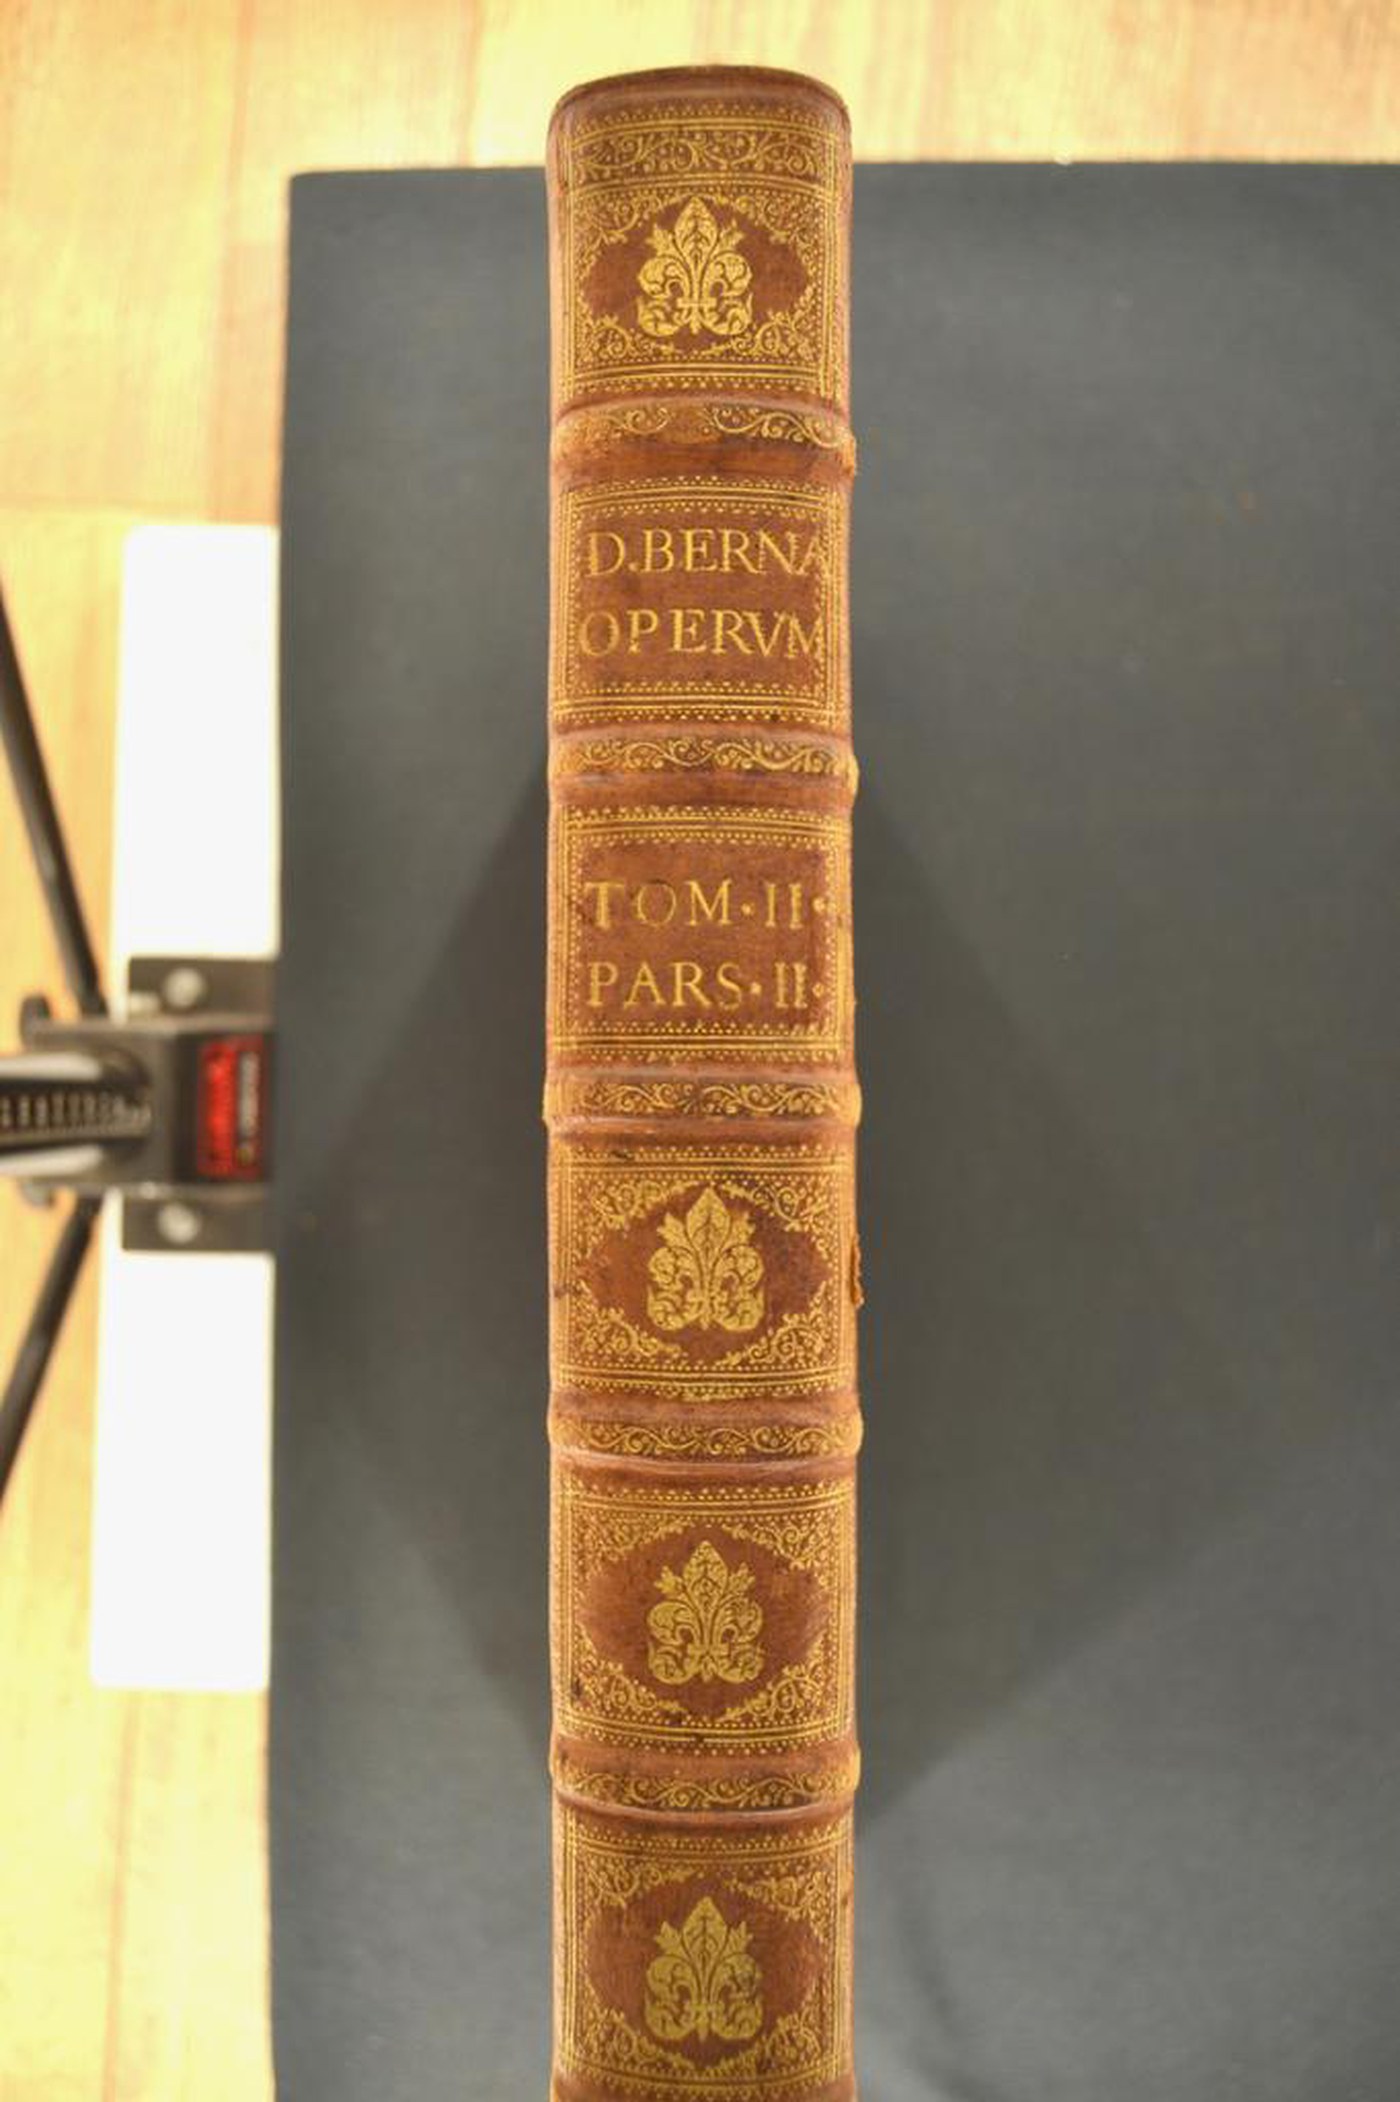 D.BERNA
OPERVM
TOM·II·
PARS·II·